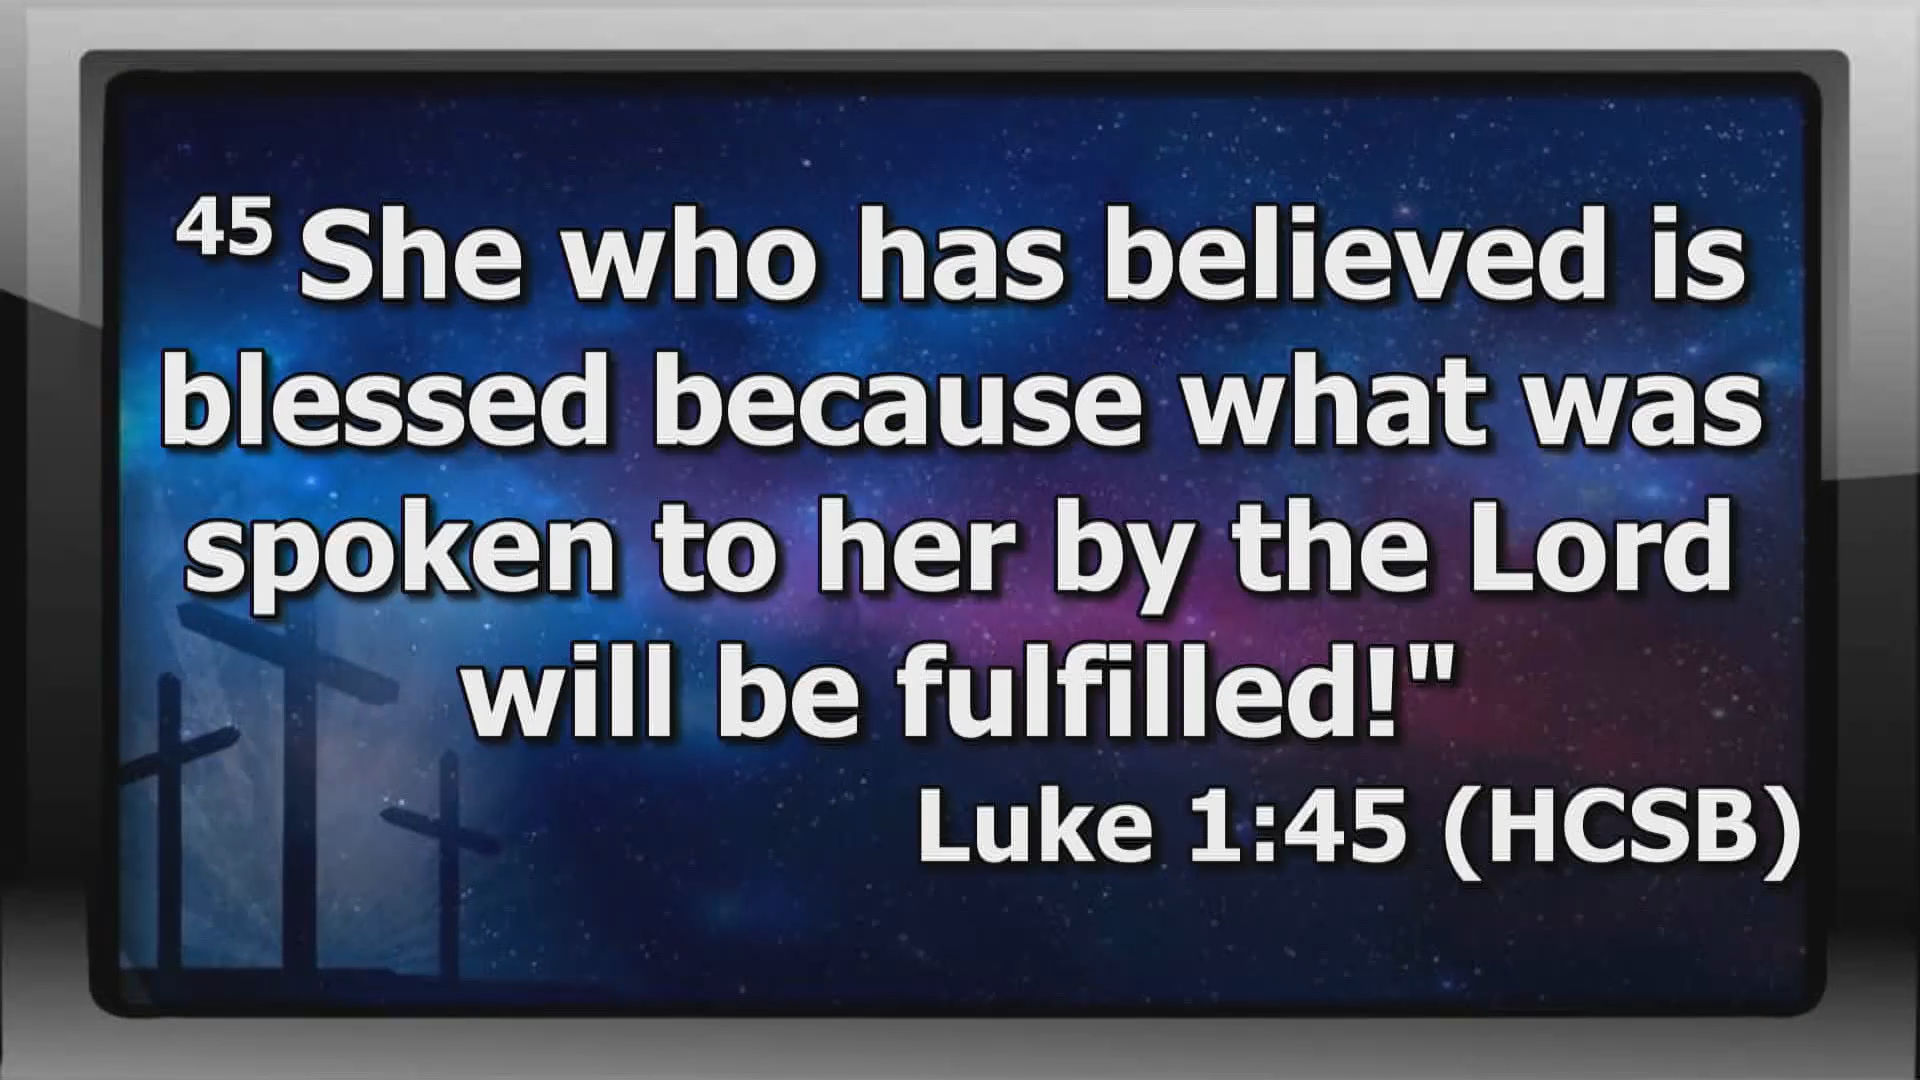 45 She who has believed is
blessed because what was
spoken to her by the Lord
will be fulfilled!"
Luke 1:45 (HCSB)